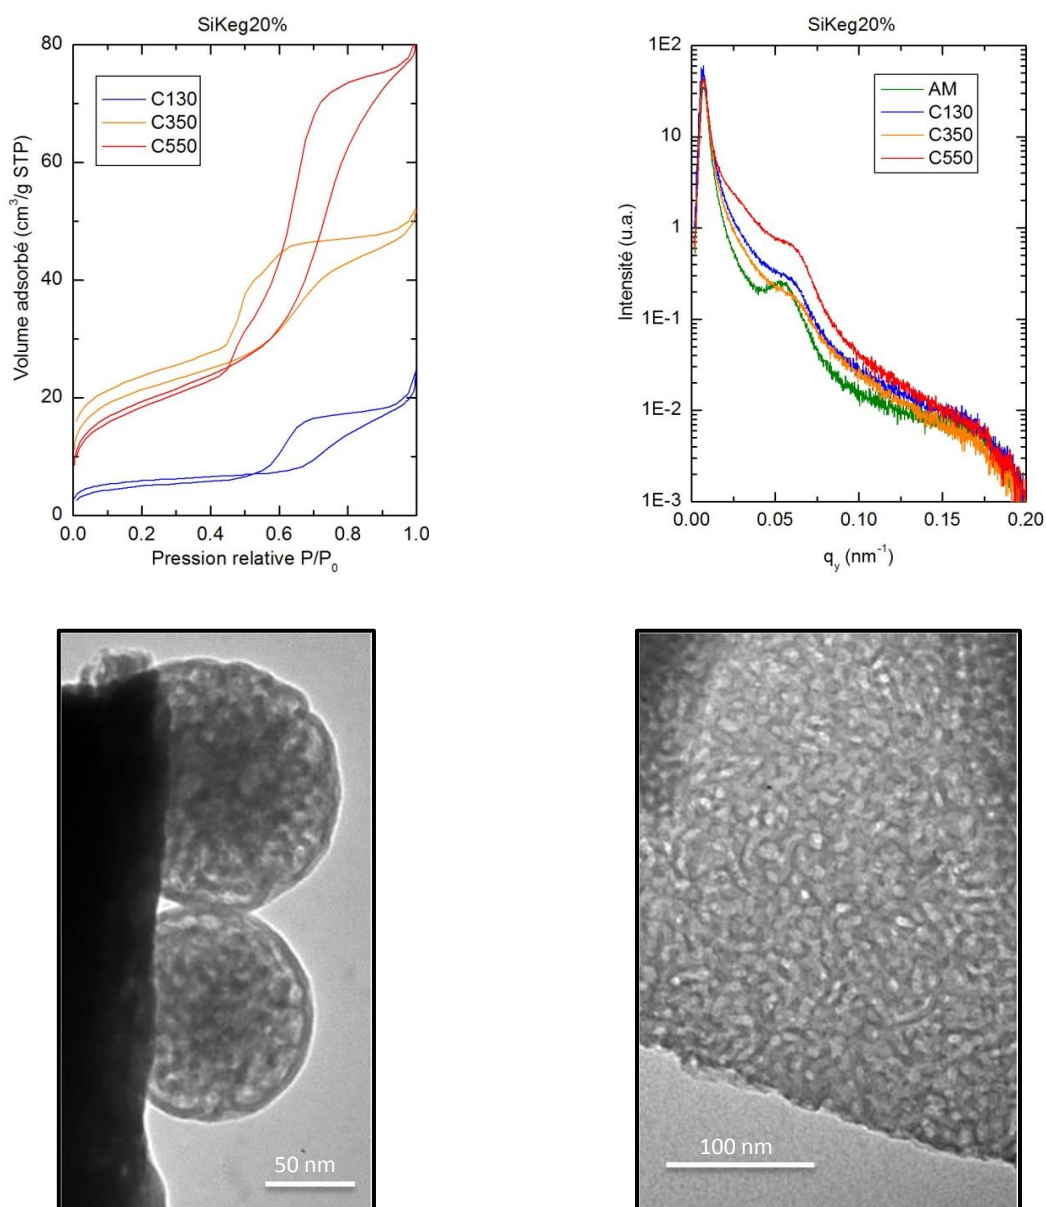 SiKeg20%
80
60
40
20
0
C130
C350
C550
Volume adsorbé (cm³/g STP)
0.0 0.2 0.4 0.6 0.8 1.0
Pression relative P/P₀
SiKeg20%
1E2
10
1
1E-1
1E-2
1E-3
AM
C130
C350
C550
Intensité (u.a.)
0.00 0.05 0.10 0.15 0.20
qᵧ (nm⁻¹)
50 nm
100 nm